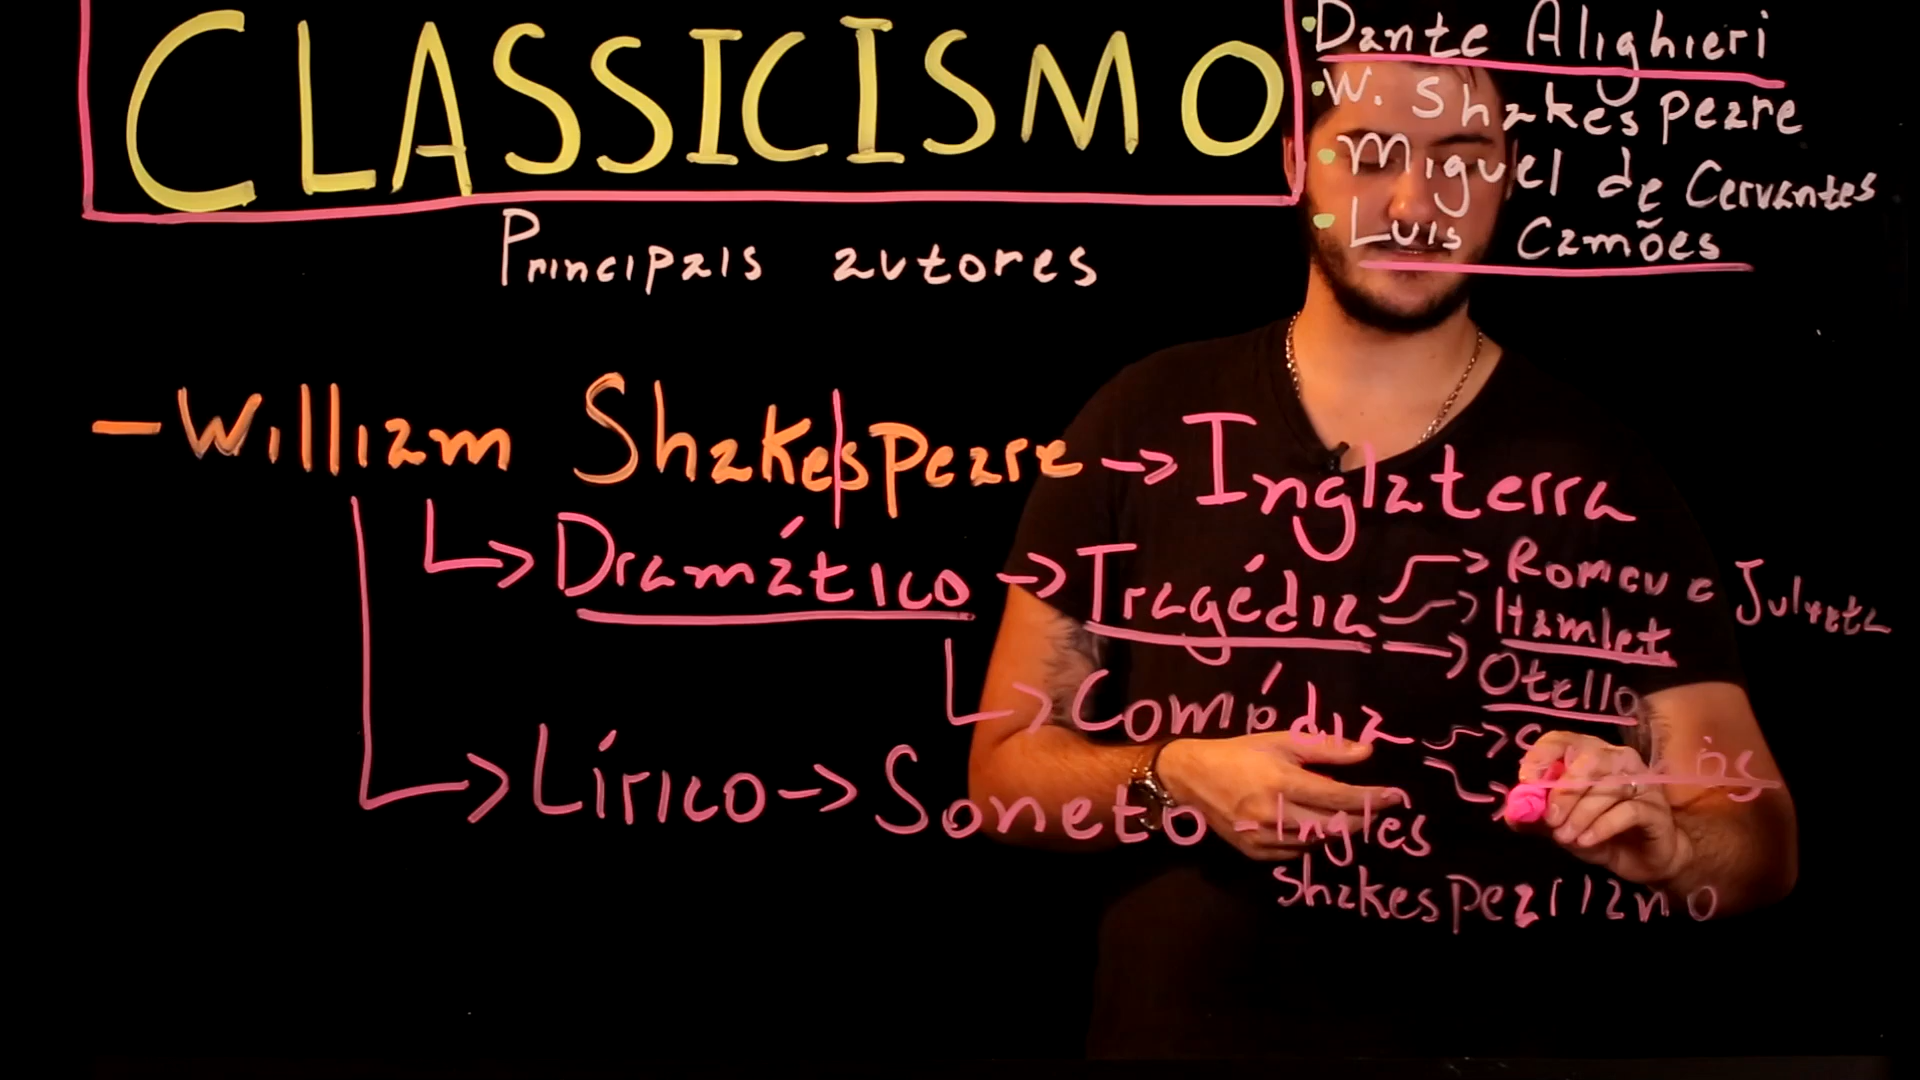 CLASSICISMO
• Dante Alighieri
• W. Shakespeare
• Miguel de Cervantes
• Luis Camões
Principais autores
- William Shakespeare -> Inglaterra
Dramático -> Tragédia -> Romeu e Julieta
-> Hamlet
-> Otello
Comédia ->
Lírico -> Soneto - Inglês
Shakespeariano